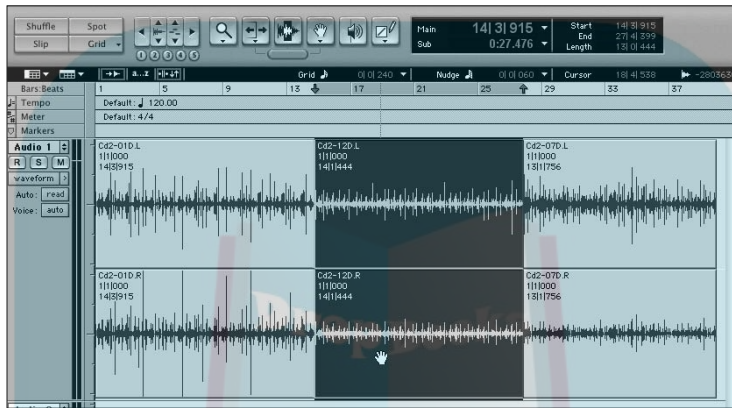 Shuffle Spot
Slip Grid
1 2 3 4 5
Main 14| 3| 915
Sub 0:27.476
Start 14| 3| 915
End 27| 4| 399
Length 13| 0| 444
a...z
Grid 0| 0| 240
Nudge 0| 0| 060
Cursor 18| 4| 538
-280363
Bars:Beats 1 5 9 13 17 21 25 29 33 37
Tempo Default: 120.00
Meter Default: 4/4
Markers
Audio 1
R S M
waveform
Auto: read
Voice: auto
Cd2-01D.L Cd2-12D.L Cd2-07D.L
1|1|000 1|1|000 1|1|000
14|3|915 14|1|444 13|1|756
Cd2-01D.R Cd2-12D.R Cd2-07D.R
1|1|000 1|1|000 1|1|000
14|3|915 14|1|444 13|1|756
Drop Books